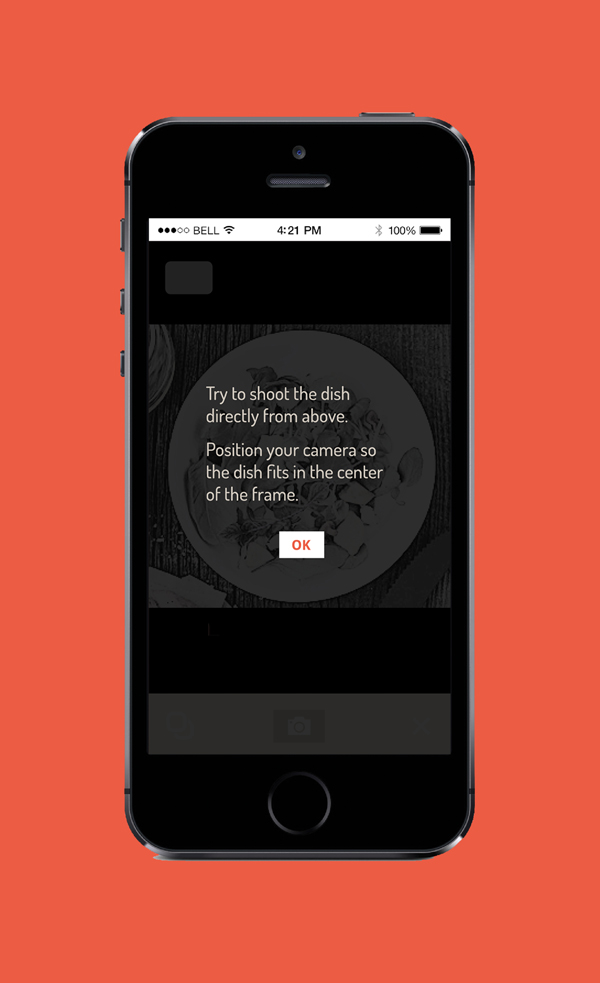 BELL 4:21 PM 100%
Try to shoot the dish
directly from above.
Position your camera so
the dish fits in the center
of the frame.
OK